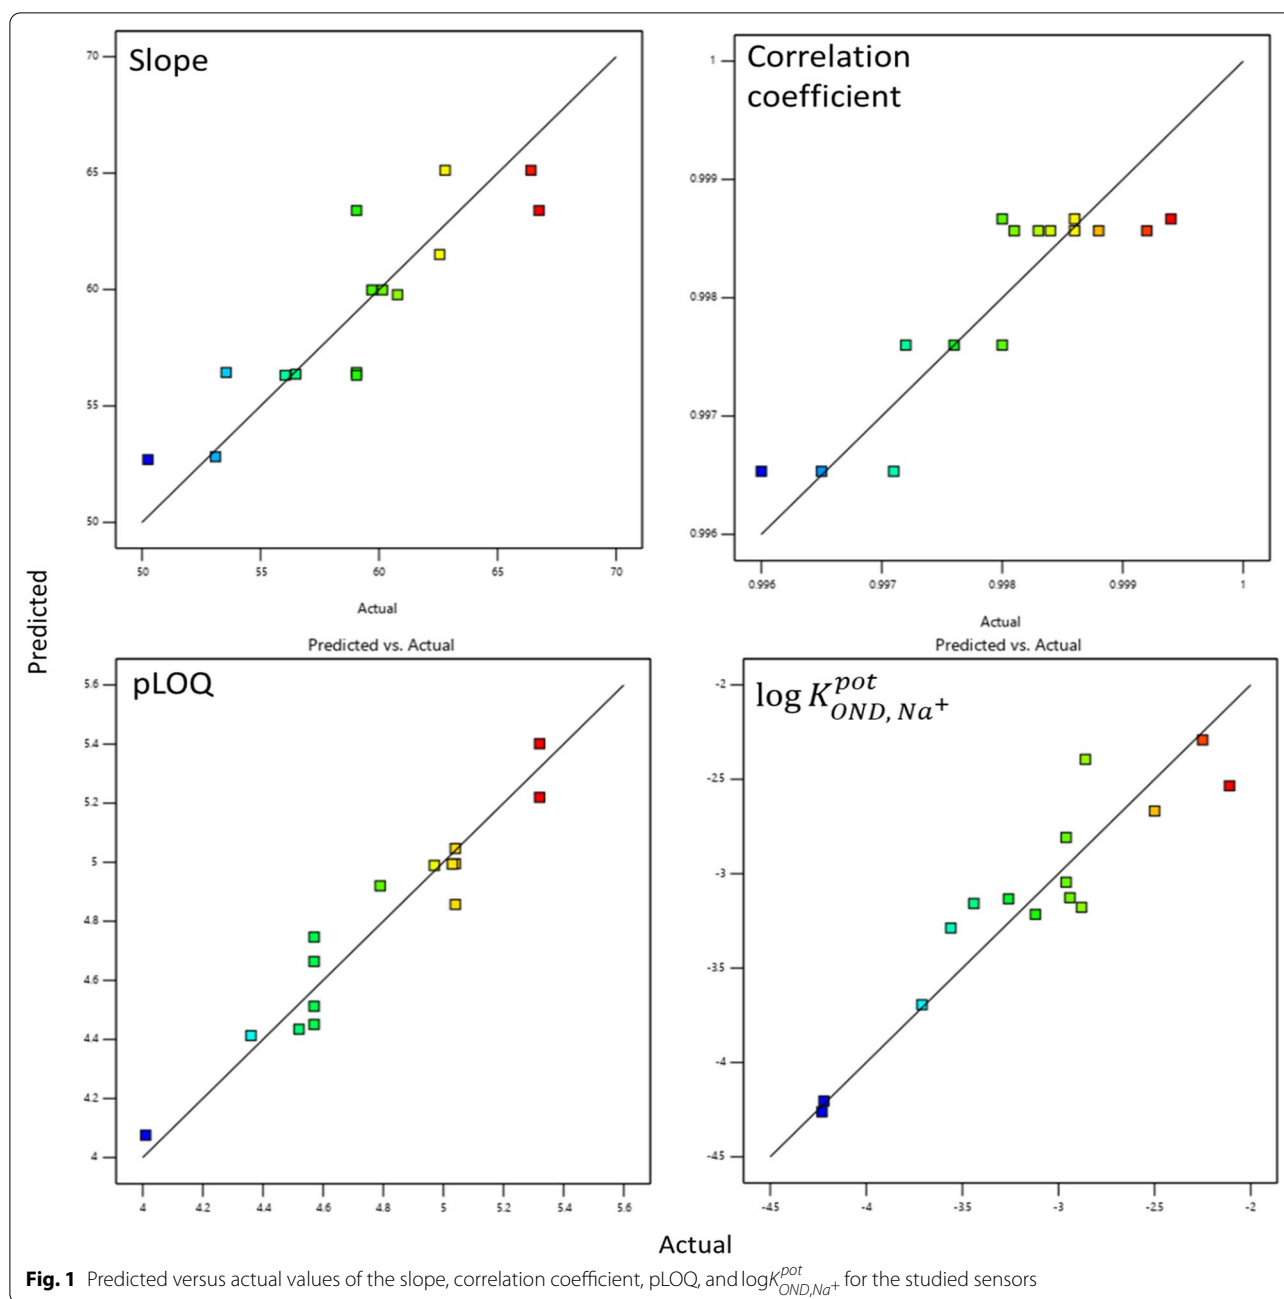 Slope
70
65
60
55
50
50 55 60 65 70
Actual
Correlation
coefficient
1
0.999
0.998
0.997
0.996
0.996 0.997 0.998 0.999 1
Actual
Predicted
Predicted vs. Actual
pLOQ
5.6
5.4
5.2
5
4.8
4.6
4.4
4.2
4
4 4.2 4.4 4.6 4.8 5 5.2 5.4 5.6
Predicted vs. Actual
log K^{pot}_{OND, Na^+}
-2
-2.5
-3
-3.5
-4
-4.5
-4.5 -4 -3.5 -3 -2.5 -2
Actual
Fig. 1 Predicted versus actual values of the slope, correlation coefficient, pLOQ, and logK^{pot}_{OND,Na^+} for the studied sensors